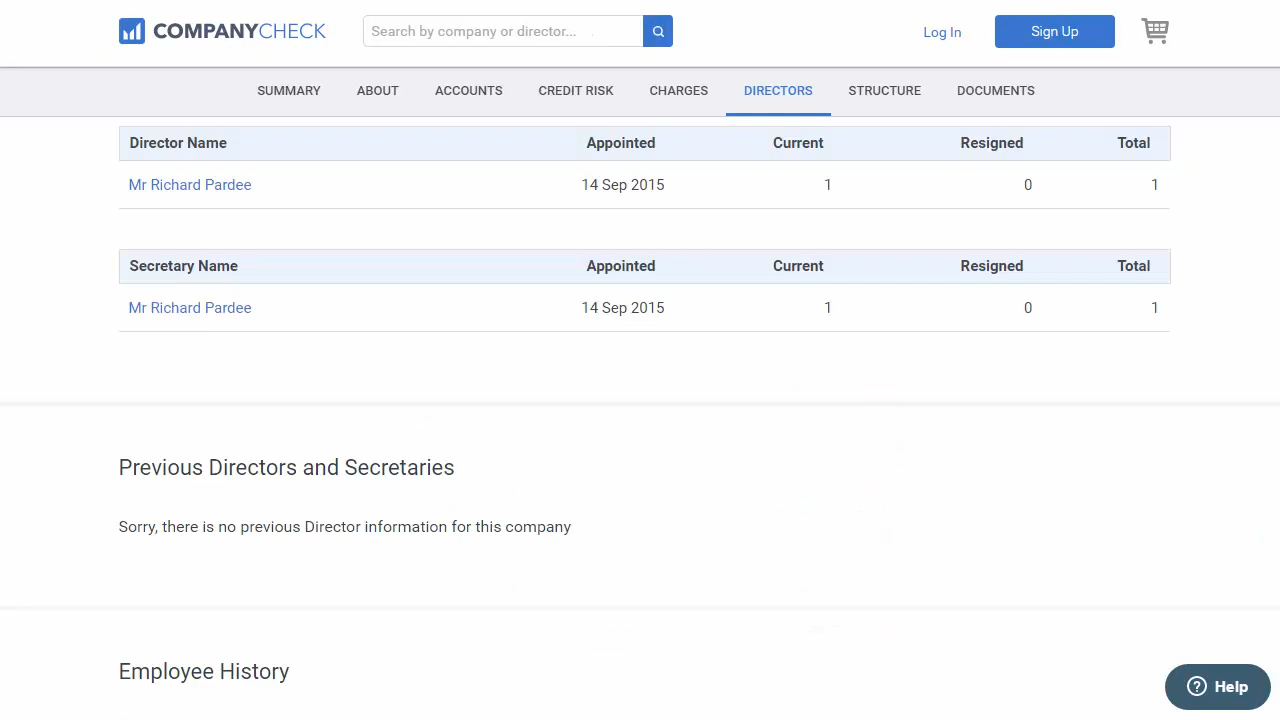 COMPANYCHECK
Search by company or director...
Log In
Sign Up
SUMMARY ABOUT ACCOUNTS CREDIT RISK CHARGES DIRECTORS STRUCTURE DOCUMENTS
Director Name Appointed Current Resigned Total
Mr Richard Pardee 14 Sep 2015 1 0 1
Secretary Name Appointed Current Resigned Total
Mr Richard Pardee 14 Sep 2015 1 0 1
Previous Directors and Secretaries
Sorry, there is no previous Director information for this company
Employee History
? Help